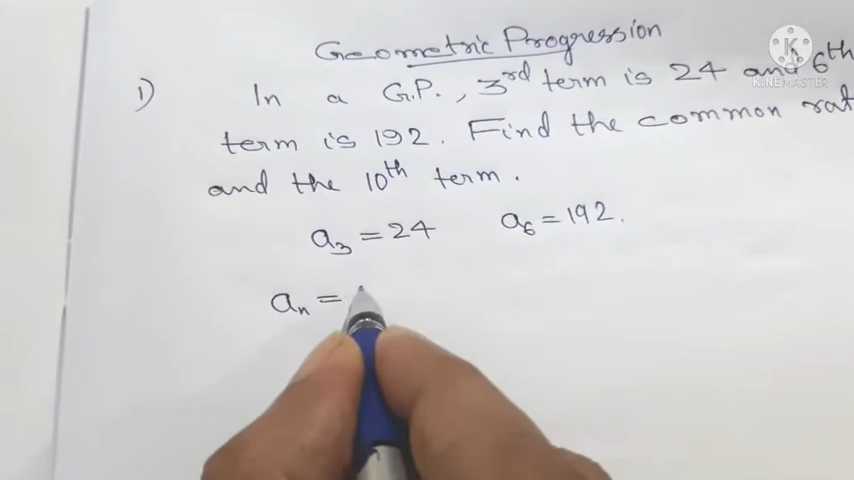 Geometric Progression
1) In a G.P., 3rd term is 24 and 6th
term is 192. Find the common rat
and the 10th term.
a3 = 24 a6 = 192.
an =
K
KINEMASTER